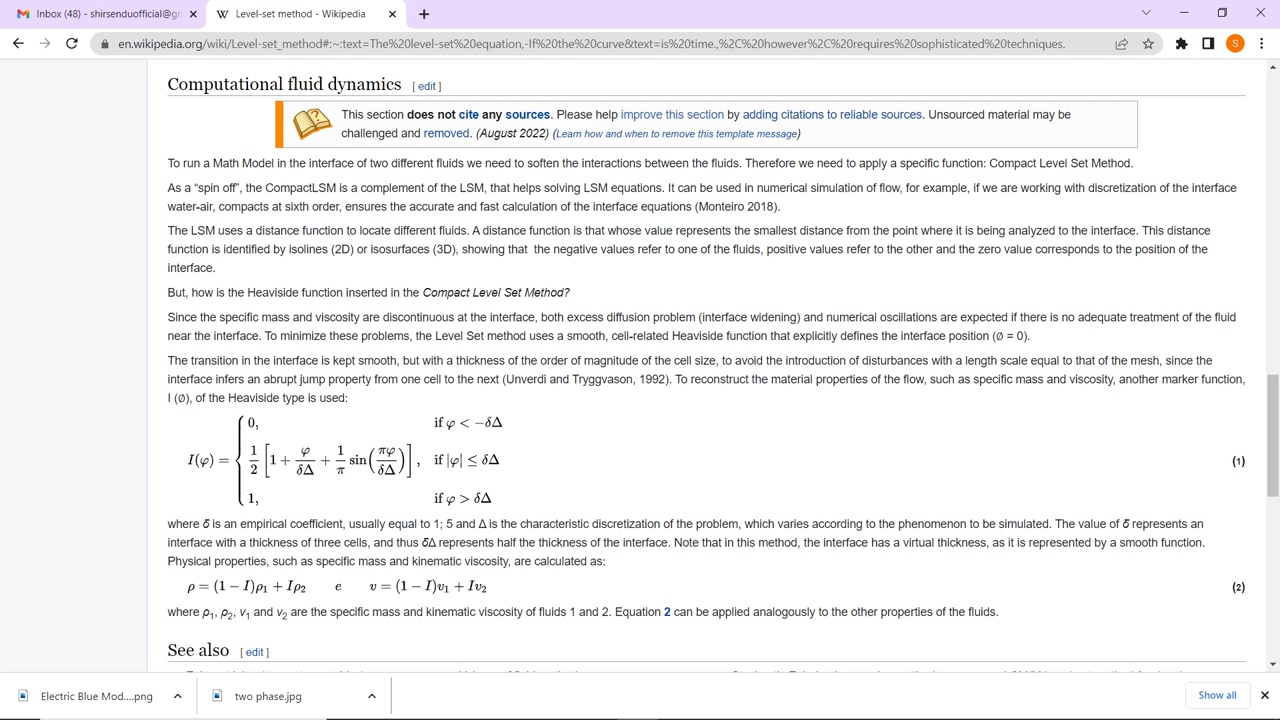 Inbox (48) - shirsenduofficial@gm
Level-set method - Wikipedia
en.wikipedia.org/wiki/Level-set_method#:~:text=The%20level-set%20equation,-If%20the%20curve&text=is%20time.,%2C%20however%2C%20requires%20sophisticated%20techniques.
S
Computational fluid dynamics [ edit ]
This section does not cite any sources. Please help improve this section by adding citations to reliable sources. Unsourced material may be
challenged and removed. (August 2022) (Learn how and when to remove this template message)
To run a Math Model in the interface of two different fluids we need to soften the interactions between the fluids. Therefore we need to apply a specific function: Compact Level Set Method.
As a “spin off”, the CompactLSM is a complement of the LSM, that helps solving LSM equations. It can be used in numerical simulation of flow, for example, if we are working with discretization of the interface
water-air, compacts at sixth order, ensures the accurate and fast calculation of the interface equations (Monteiro 2018).
The LSM uses a distance function to locate different fluids. A distance function is that whose value represents the smallest distance from the point where it is being analyzed to the interface. This distance
function is identified by isolines (2D) or isosurfaces (3D), showing that the negative values refer to one of the fluids, positive values refer to the other and the zero value corresponds to the position of the
interface.
But, how is the Heaviside function inserted in the Compact Level Set Method?
Since the specific mass and viscosity are discontinuous at the interface, both excess diffusion problem (interface widening) and numerical oscillations are expected if there is no adequate treatment of the fluid
near the interface. To minimize these problems, the Level Set method uses a smooth, cell-related Heaviside function that explicitly defines the interface position (∅ = 0).
The transition in the interface is kept smooth, but with a thickness of the order of magnitude of the cell size, to avoid the introduction of disturbances with a length scale equal to that of the mesh, since the
interface infers an abrupt jump property from one cell to the next (Unverdi and Tryggvason, 1992). To reconstruct the material properties of the flow, such as specific mass and viscosity, another marker function,
I (∅), of the Heaviside type is used:
0, if φ < −δΔ
I(φ) = { 1/2 [1 + φ/δΔ + 1/π sin(πφ/δΔ)], if |φ| ≤ δΔ (1)
1, if φ > δΔ
where δ is an empirical coefficient, usually equal to 1; 5 and Δ is the characteristic discretization of the problem, which varies according to the phenomenon to be simulated. The value of δ represents an
interface with a thickness of three cells, and thus δΔ represents half the thickness of the interface. Note that in this method, the interface has a virtual thickness, as it is represented by a smooth function.
Physical properties, such as specific mass and kinematic viscosity, are calculated as:
ρ = (1 − I)ρ₁ + Iρ₂ e v = (1 − I)v₁ + Iv₂ (2)
where ρ₁, ρ₂, v₁ and v₂ are the specific mass and kinematic viscosity of fluids 1 and 2. Equation 2 can be applied analogously to the other properties of the fluids.
See also [ edit ]
Electric Blue Mod....png
two phase.jpg
Show all